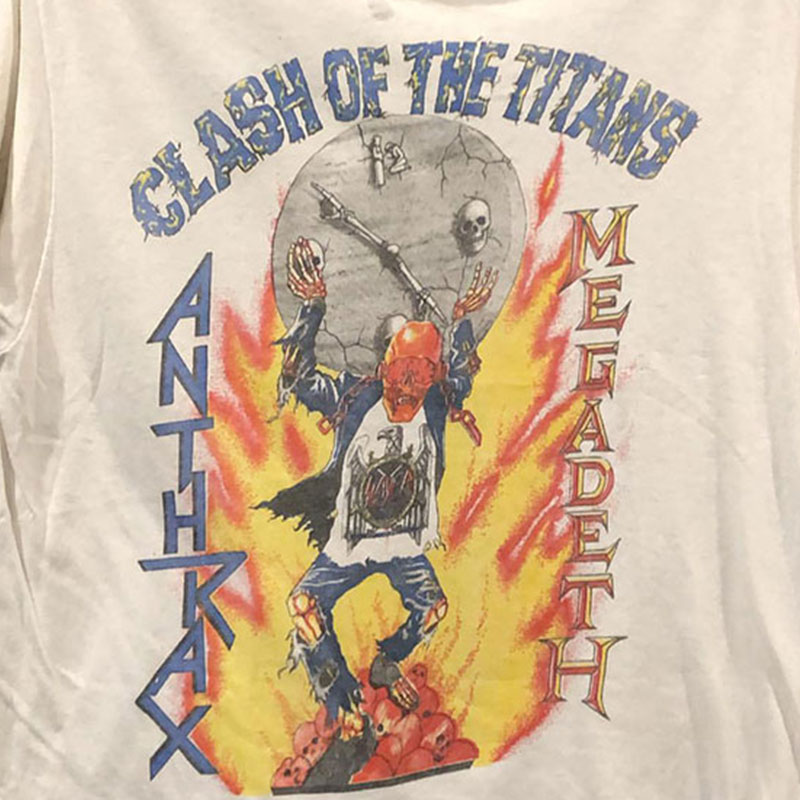 CLASH OF THE TITANS
ANTHRAX
MEGADETH